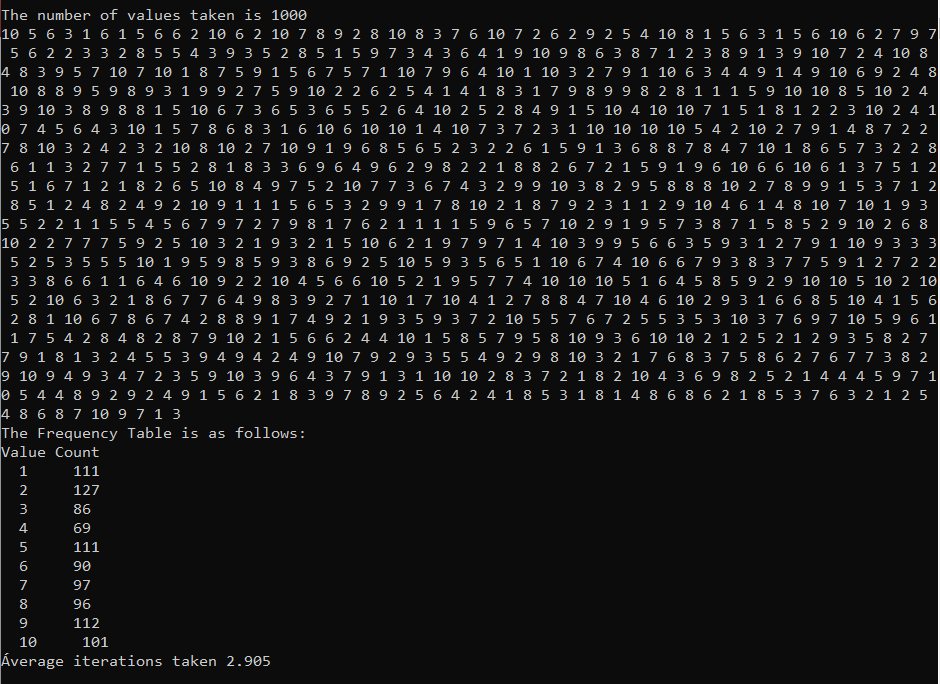 The number of values taken is 1000
10 5 6 3 1 6 1 5 6 6 2 10 6 2 10 7 8 9 2 8 10 8 3 7 6 10 7 2 6 2 9 2 5 4 10 8 1 5 6 3 1 5 6 10 6 2 7 9 7
5 6 2 2 3 3 2 8 5 5 4 3 9 3 5 2 8 5 1 5 9 7 3 4 3 6 4 1 9 10 9 8 6 3 8 7 1 2 3 8 9 1 3 9 10 7 2 4 10 8
4 8 3 9 5 7 10 7 10 1 8 7 5 9 1 5 6 7 5 7 1 10 7 9 6 4 10 1 10 3 2 7 9 1 10 6 3 4 4 9 1 4 9 10 6 9 2 4 8
10 8 8 9 5 9 8 9 3 1 9 9 2 7 5 9 10 2 2 6 2 5 4 1 4 1 8 3 1 7 9 8 9 9 8 2 8 1 1 1 5 9 10 10 8 5 10 2 4
3 9 10 3 8 9 8 8 1 5 10 6 7 3 6 5 3 6 5 5 2 6 4 10 2 5 2 8 4 9 1 5 10 4 10 10 7 1 5 1 8 1 2 2 3 10 2 4 1
0 7 4 5 6 4 3 10 1 5 7 8 6 8 3 1 6 10 6 10 10 1 4 10 7 3 7 2 3 1 10 10 10 10 5 4 2 10 2 7 9 1 4 8 7 2 2
7 8 10 3 2 4 2 3 2 10 8 10 2 7 10 9 1 9 6 8 5 6 5 2 3 2 2 6 1 5 9 1 3 6 8 8 7 8 4 7 10 1 8 6 5 7 3 2 2 8
6 1 1 3 2 7 7 1 5 5 2 8 1 8 3 3 6 9 6 4 9 6 2 9 8 2 2 1 8 8 2 6 7 2 1 5 9 1 9 6 10 6 6 10 6 1 3 7 5 1 2
5 1 6 7 1 2 1 8 2 6 5 10 8 4 9 7 5 2 10 7 7 3 6 7 4 3 2 9 9 10 3 8 2 9 5 8 8 8 10 2 7 8 9 9 1 5 3 7 1 2
8 5 1 2 4 8 2 4 9 2 10 9 1 1 1 5 6 5 3 2 9 9 1 7 8 10 2 1 8 7 9 2 3 1 1 2 9 10 4 6 1 4 8 10 7 10 1 9 3
5 5 2 2 1 1 5 5 4 5 6 7 9 7 2 7 9 8 1 7 6 2 1 1 1 1 5 9 6 5 7 10 2 9 1 9 5 7 3 8 7 1 5 8 5 2 9 10 2 6 8
10 2 2 7 7 7 5 9 2 5 10 3 2 1 9 3 2 1 5 10 6 2 1 9 7 9 7 1 4 10 3 9 9 5 6 6 3 5 9 3 1 2 7 9 1 10 9 3 3 3
5 2 5 3 5 5 5 10 1 9 5 9 8 5 9 3 8 6 9 2 5 10 5 9 3 5 6 5 1 10 6 7 4 10 6 6 7 9 3 8 3 7 7 5 9 1 2 7 2 2
3 3 8 6 6 1 1 6 4 6 10 9 2 2 10 4 5 6 6 10 5 2 1 9 5 7 7 4 10 10 10 5 1 6 4 5 8 5 9 2 9 10 10 5 10 2 10
5 2 10 6 3 2 1 8 6 7 7 6 4 9 8 3 9 2 7 1 10 1 7 10 4 1 2 7 8 8 4 7 10 4 6 10 2 9 3 1 6 6 8 5 10 4 1 5 6
2 8 1 10 6 7 8 6 7 4 2 8 8 9 1 7 4 9 2 1 9 3 5 9 3 7 2 10 5 5 7 6 7 2 5 5 3 5 3 10 3 7 6 9 7 10 5 9 6 1
1 7 5 4 2 8 4 8 2 8 7 9 10 2 1 5 6 6 2 4 4 10 1 5 8 5 7 9 5 8 10 9 3 6 10 10 2 1 2 5 2 1 2 9 3 5 8 2 7
7 9 1 8 1 3 2 4 5 5 3 9 4 9 4 2 4 9 10 7 9 2 9 3 5 5 4 9 2 9 8 10 3 2 1 7 6 8 3 7 5 8 6 2 7 6 7 7 3 8 2
9 10 9 4 9 3 4 7 2 3 5 9 10 3 9 6 4 3 7 9 1 3 1 10 10 2 8 3 7 2 1 8 2 10 4 3 6 9 8 2 5 2 1 4 4 4 5 9 7 1
0 5 4 4 8 9 2 9 2 4 9 1 5 6 2 1 8 3 9 7 8 9 2 5 6 4 2 4 1 8 5 3 1 8 1 4 8 6 8 6 2 1 8 5 3 7 6 3 2 1 2 5
4 8 6 8 7 10 9 7 1 3
The Frequency Table is as follows:
Value Count
1 111
2 127
3 86
4 69
5 111
6 90
7 97
8 96
9 112
10 101
Áverage iterations taken 2.905